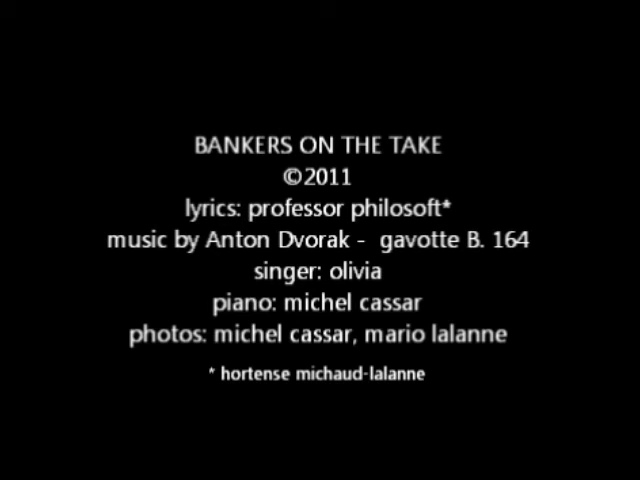 BANKERS ON THE TAKE
©2011
lyrics: professor philosoft*
music by Anton Dvorak -  gavotte B. 164
singer: olivia
piano: michel cassar
photos: michel cassar, mario lalanne
* hortense michaud-lalanne